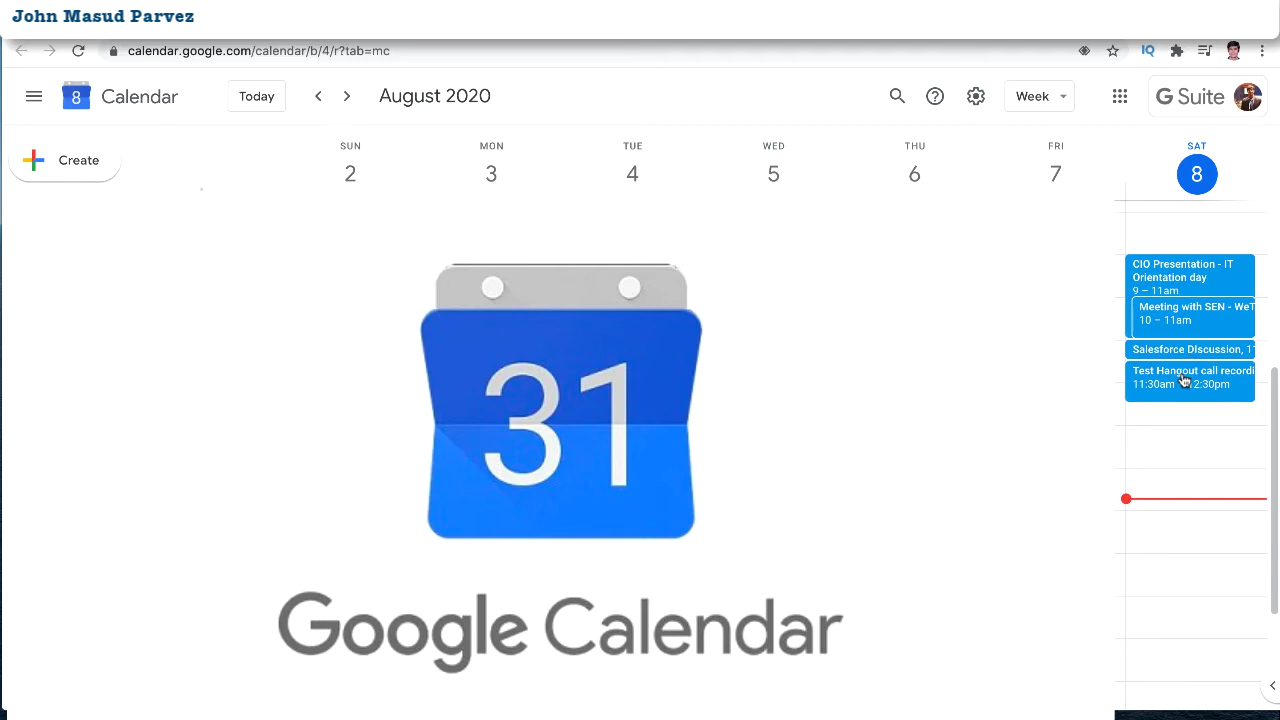 John Masud Parvez
calendar.google.com/calendar/b/4/r?tab=mc
IQ
8 Calendar Today August 2020 Week G Suite
Create
SUN MON TUE WED THU FRI SAT
2 3 4 5 6 7 8
CIO Presentation - IT
Orientation day
9 – 11am
Meeting with SEN - WeT
10 – 11am
Salesforce DIscussion, 1
Test Hangout call recordi
11:30am 2:30pm
31
Google Calendar